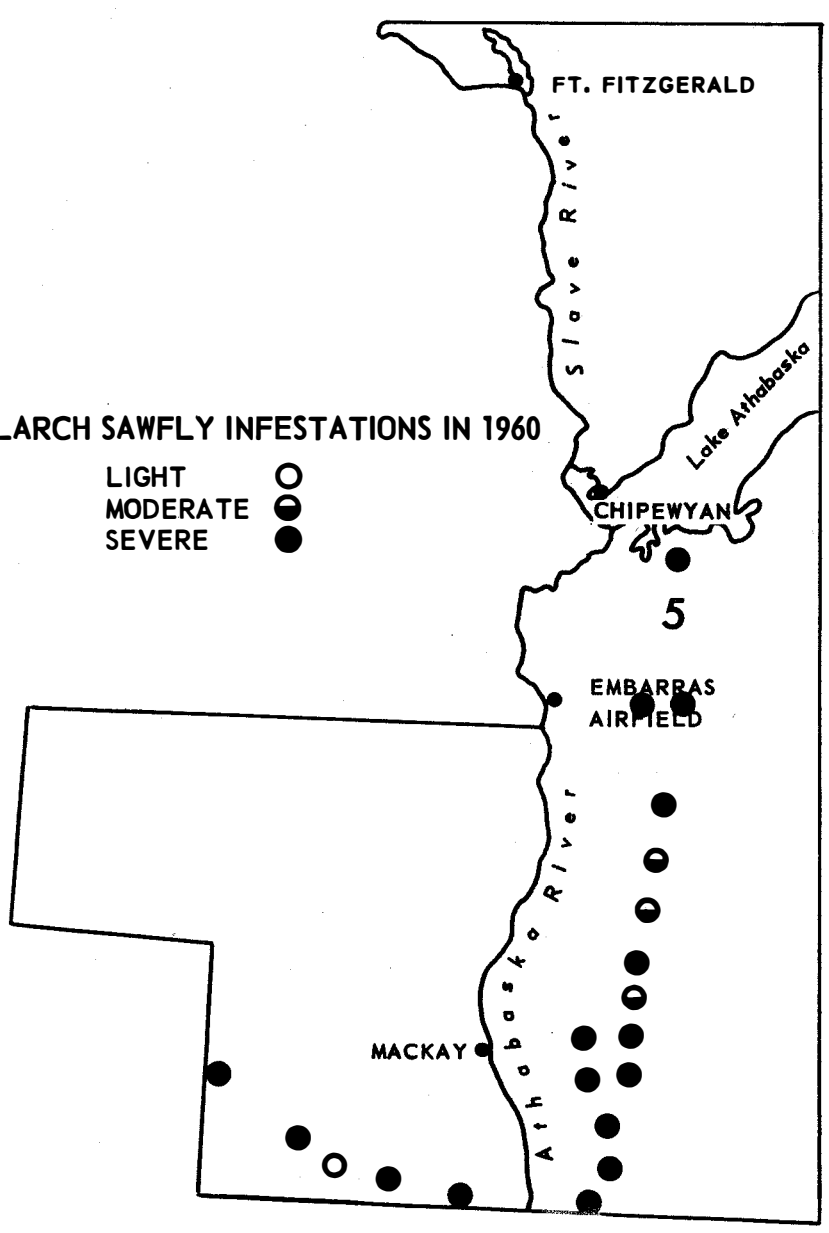 FT. FITZGERALD
Slave River
Lake Athabaska
LARCH SAWFLY INFESTATIONS IN 1960
LIGHT
MODERATE
SEVERE
CHIPEWYAN
5
EMBARRAS
AIRFIELD
Athabaska River
MACKAY